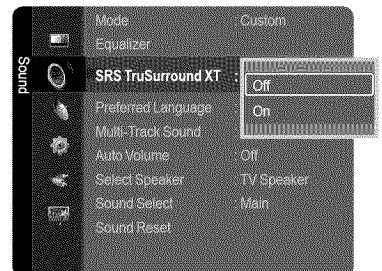 Sound
Mode : Custom
Equalizer
SRS TruSurround XT :
Off
On
Preferred Language :
Multi-Track Sound
Auto Volume : Off
Select Speaker : TV Speaker
Sound Select : Main
Sound Reset